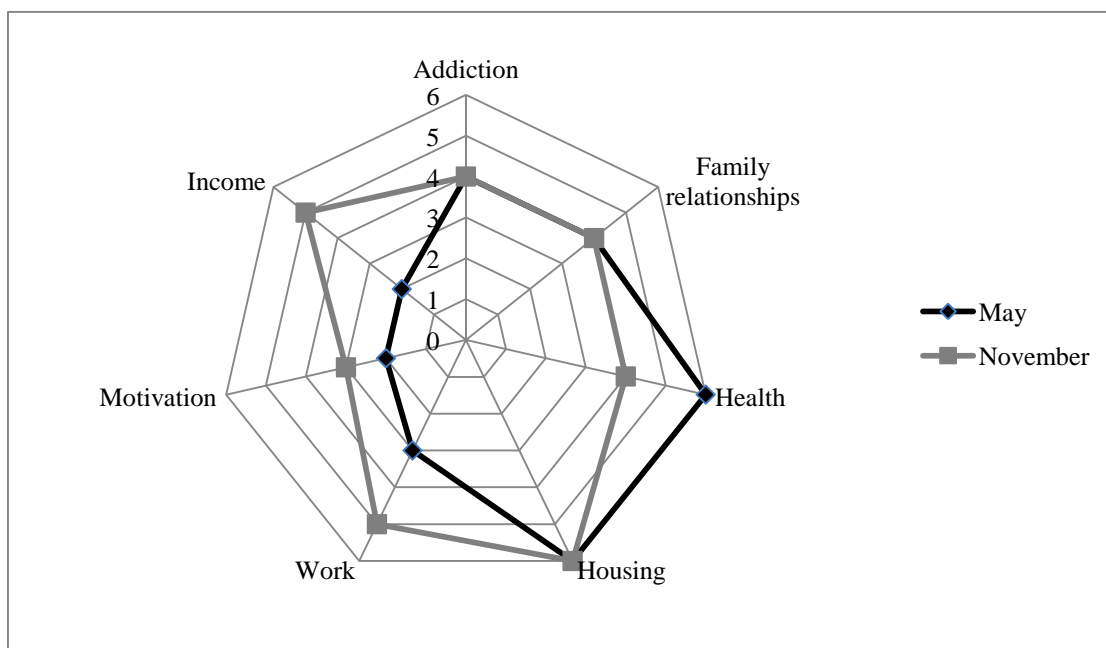 Addiction
6
5
4
3
2
1
0
Family
relationships
Income
Health
Motivation
Work
Housing
May
November